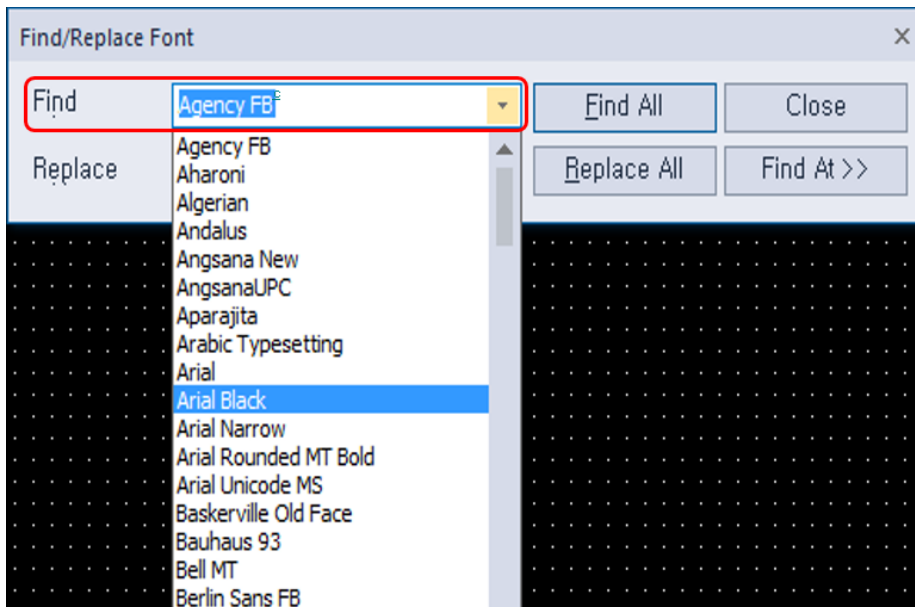 Find/Replace Font
Find Agency FB Find All Close
Replace Replace All Find At >>
Agency FB
Aharoni
Algerian
Andalus
Angsana New
AngsanaUPC
Aparajita
Arabic Typesetting
Arial
Arial Black
Arial Narrow
Arial Rounded MT Bold
Arial Unicode MS
Baskerville Old Face
Bauhaus 93
Bell MT
Berlin Sans FB